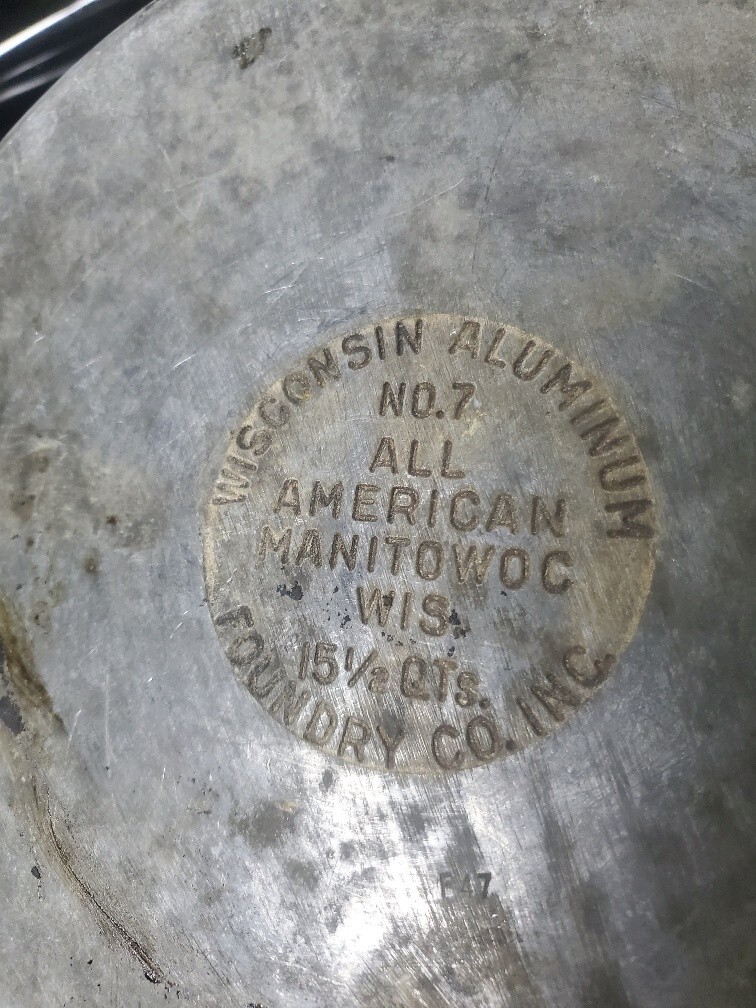 WISCONSIN ALUMINUM
NO.7
ALL
AMERICAN
MANITOWOC
WIS.
15½ QTS.
FOUNDRY CO. INC.